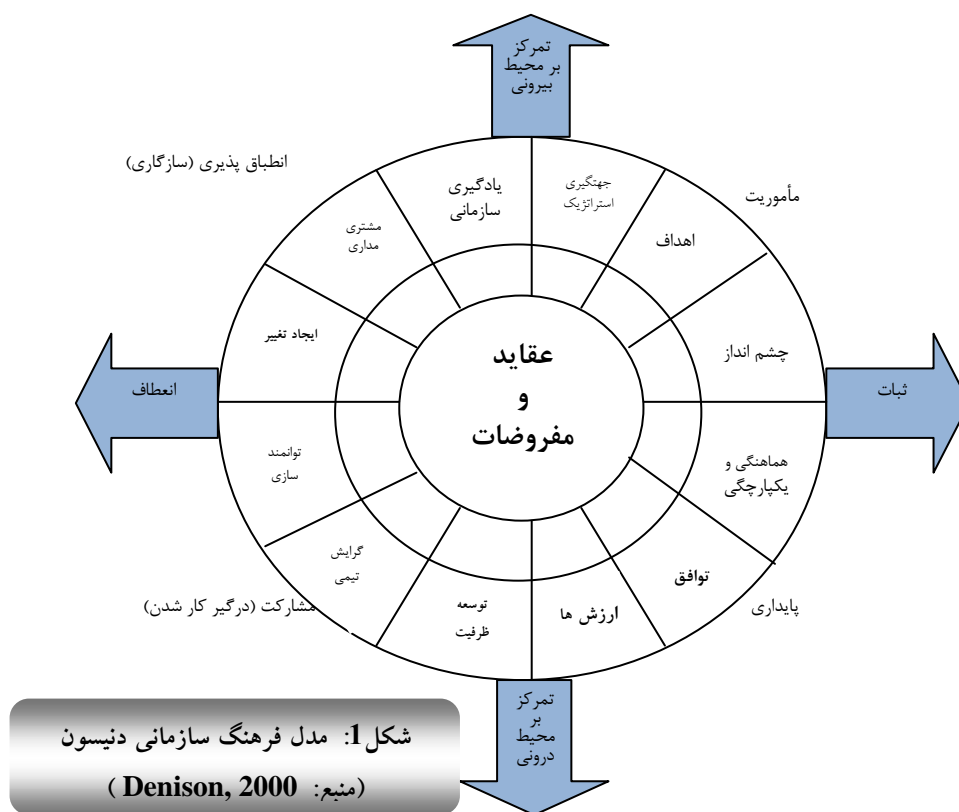 تمرکز
بر محیط
بیرونی
انطباق پذیری (سازگاری)
مأموریت
یادگیری
سازمانی
جهتگیری
استراتژیک
مشتری
مداری
اهداف
ایجاد تغییر
چشم انداز
عقاید
و
مفروضات
انعطاف
ثبات
توانمند
سازی
هماهنگی و
یکپارچگی
گرایش
تیمی
توسعه
ظرفیت
ارزش ها
توافق
مشارکت (درگیر کار شدن)
پایداری
تمرکز
بر
محیط
درونی
شکل1: مدل فرهنگ سازمانی دنیسون
(منبع: Denison, 2000 )